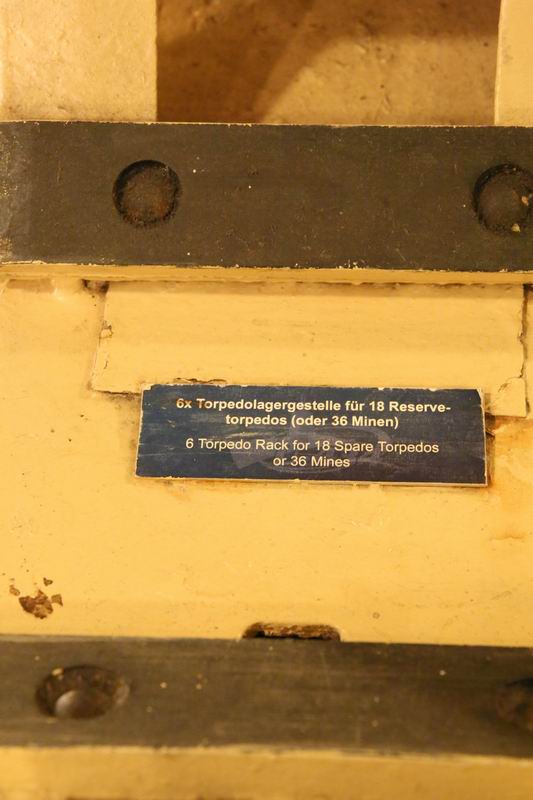 6x Torpedolagergestelle für 18 Reserve-
torpedos (oder 36 Minen)
6 Torpedo Rack for 18 Spare Torpedos
or 36 Mines